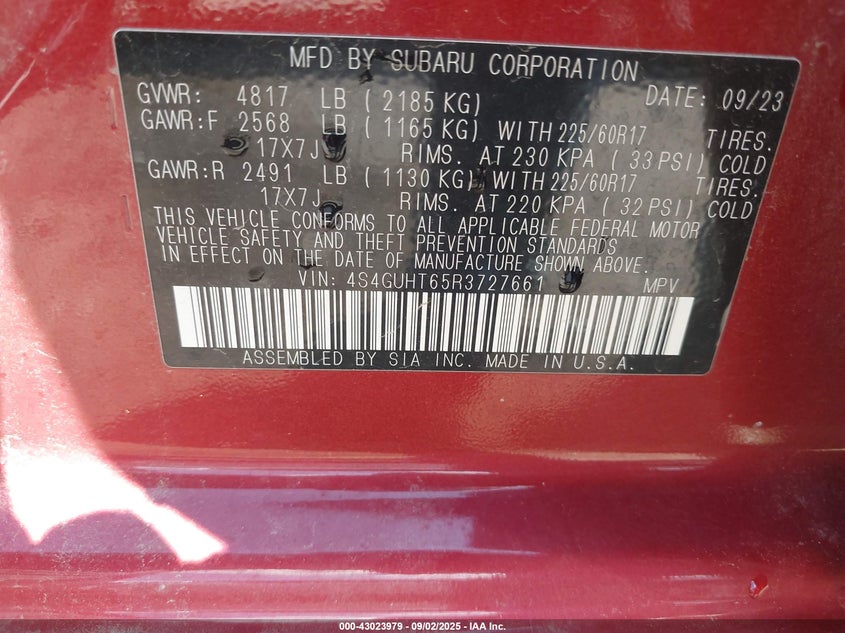 MFD BY SUBARU CORPORATION
GVWR: 4817 LB ( 2185 KG) DATE: 09/23
GAWR:F 2568 LB ( 1165 KG) WITH 225/60R17 TIRES.
17X7J RIMS. AT 230 KPA ( 33 PSI) COLD
GAWR:R 2491 LB ( 1130 KG) WITH 225/60R17 TIRES.
17X7J RIMS. AT 220 KPA ( 32 PSI) COLD
THIS VEHICLE CONFORMS TO ALL APPLICABLE FEDERAL MOTOR
VEHICLE SAFETY AND THEFT PREVENTION STANDARDS
IN EFFECT ON THE DATE OF MANUFACTURE SHOWN ABOVE.
VIN: 4S4GUHT65R3727661 MPV
ASSEMBLED BY SIA INC. MADE IN U.S.A.
000-43023979 - 09/02/2025 - IAA Inc.